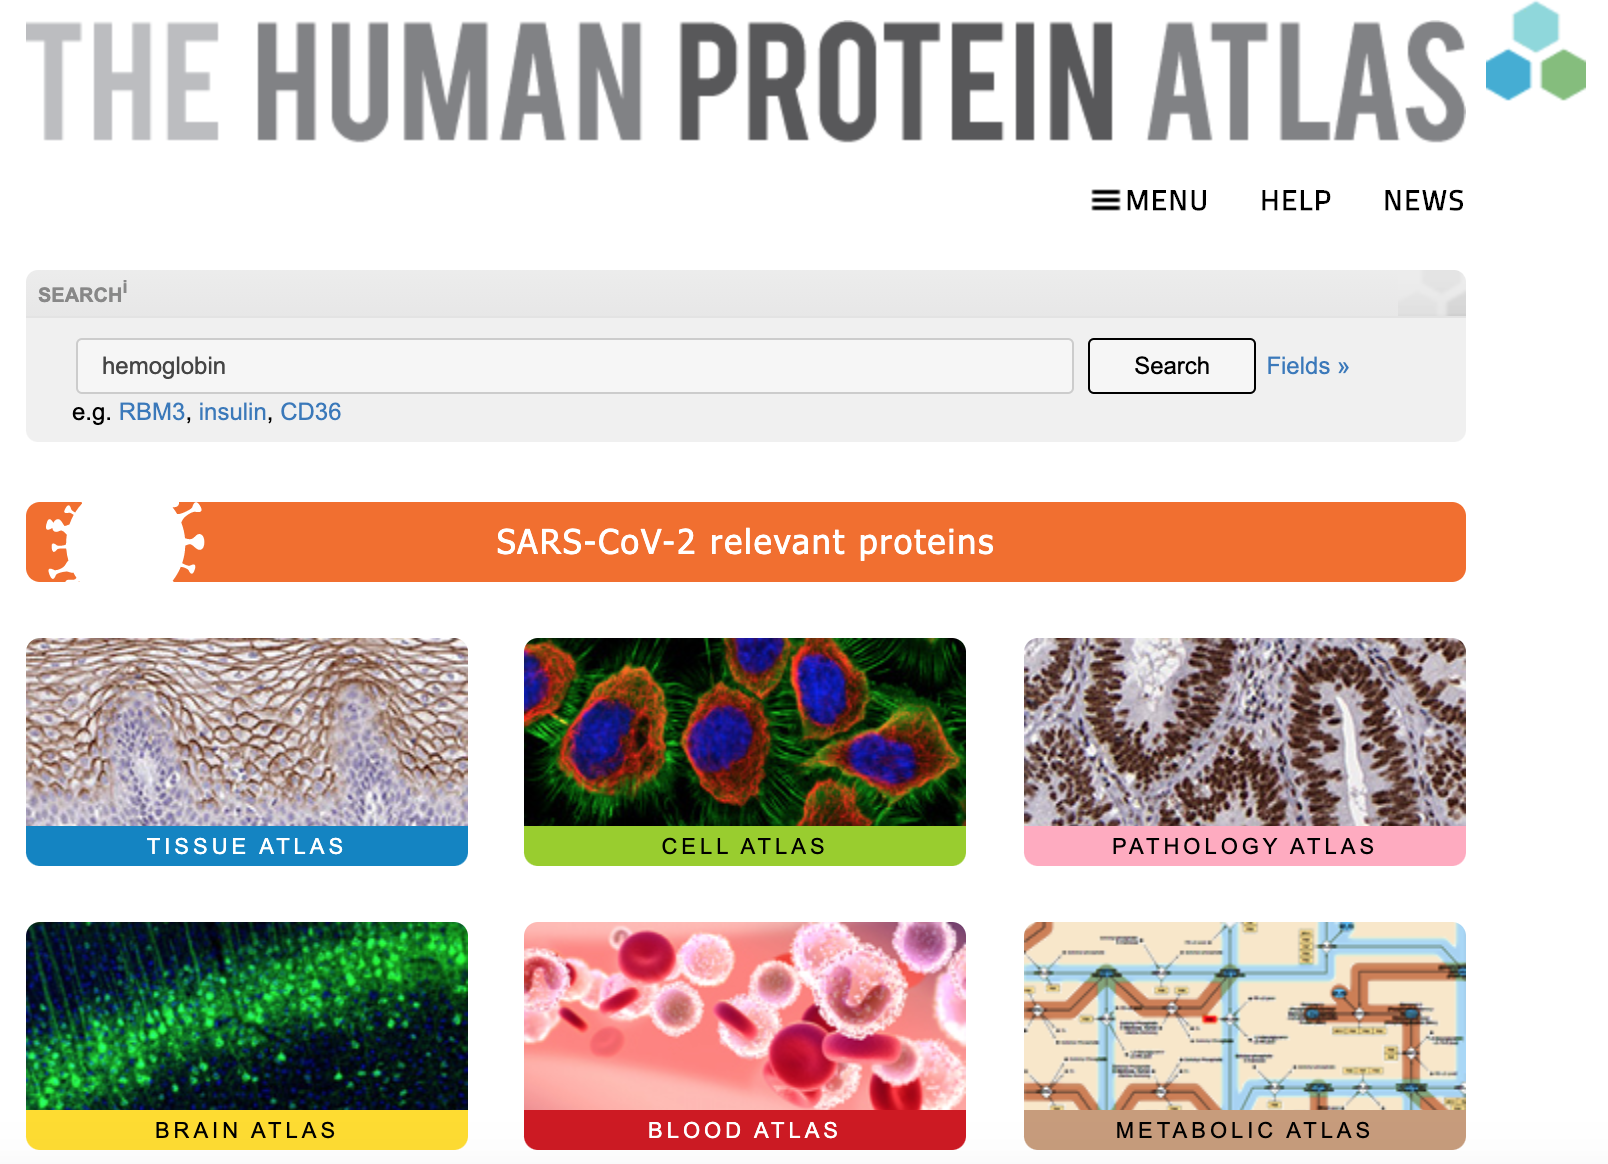 THE HUMAN PROTEIN ATLAS
MENU HELP NEWS
SEARCHⁱ
hemoglobin Search Fields »
e.g. RBM3, insulin, CD36
SARS-CoV-2 relevant proteins
TISSUE ATLAS CELL ATLAS PATHOLOGY ATLAS
BRAIN ATLAS BLOOD ATLAS METABOLIC ATLAS